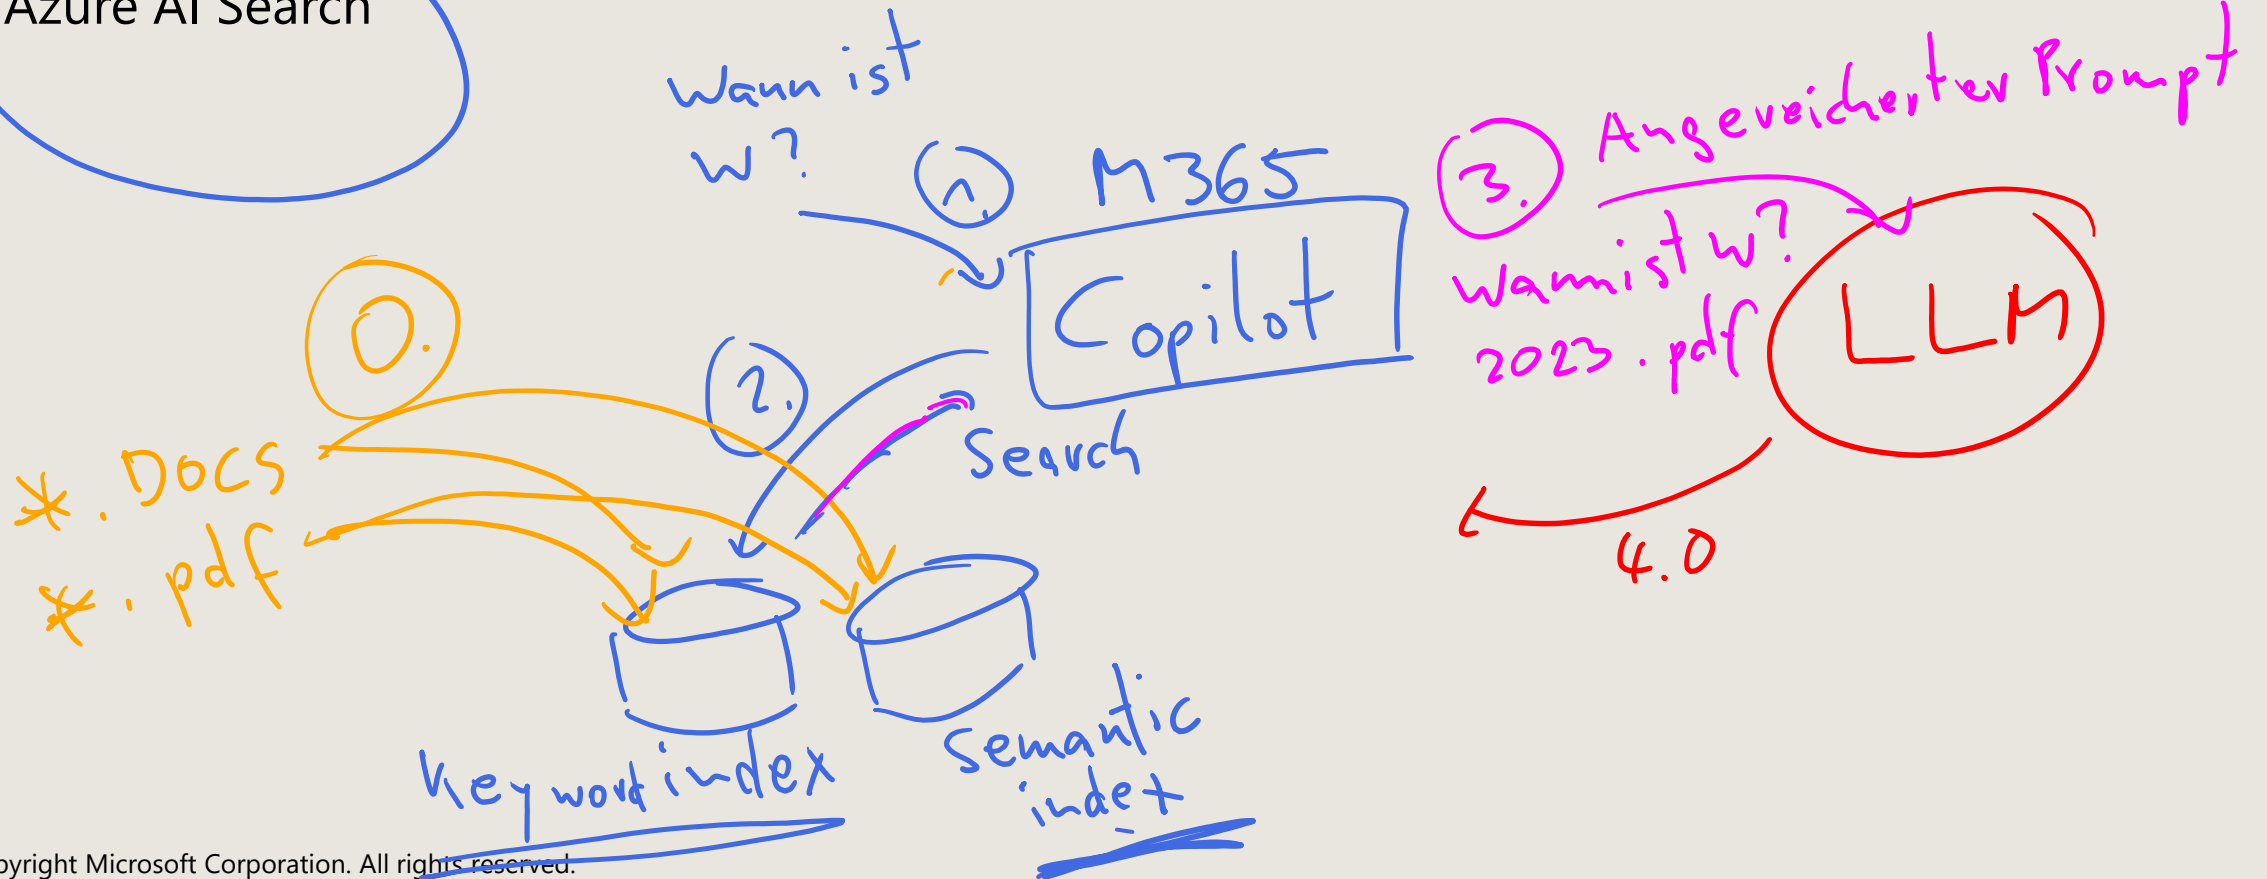 Azure AI Search
Wann ist
W?
1.
M365
Copilot
3.
Angereicherter Prompt
Wann ist W?
2023.pdf
LLM
0.
2.
Search
*.DOCS
*.pdf
4.0
Keyword index
Semantic
index
pyright Microsoft Corporation. All rights reserved.